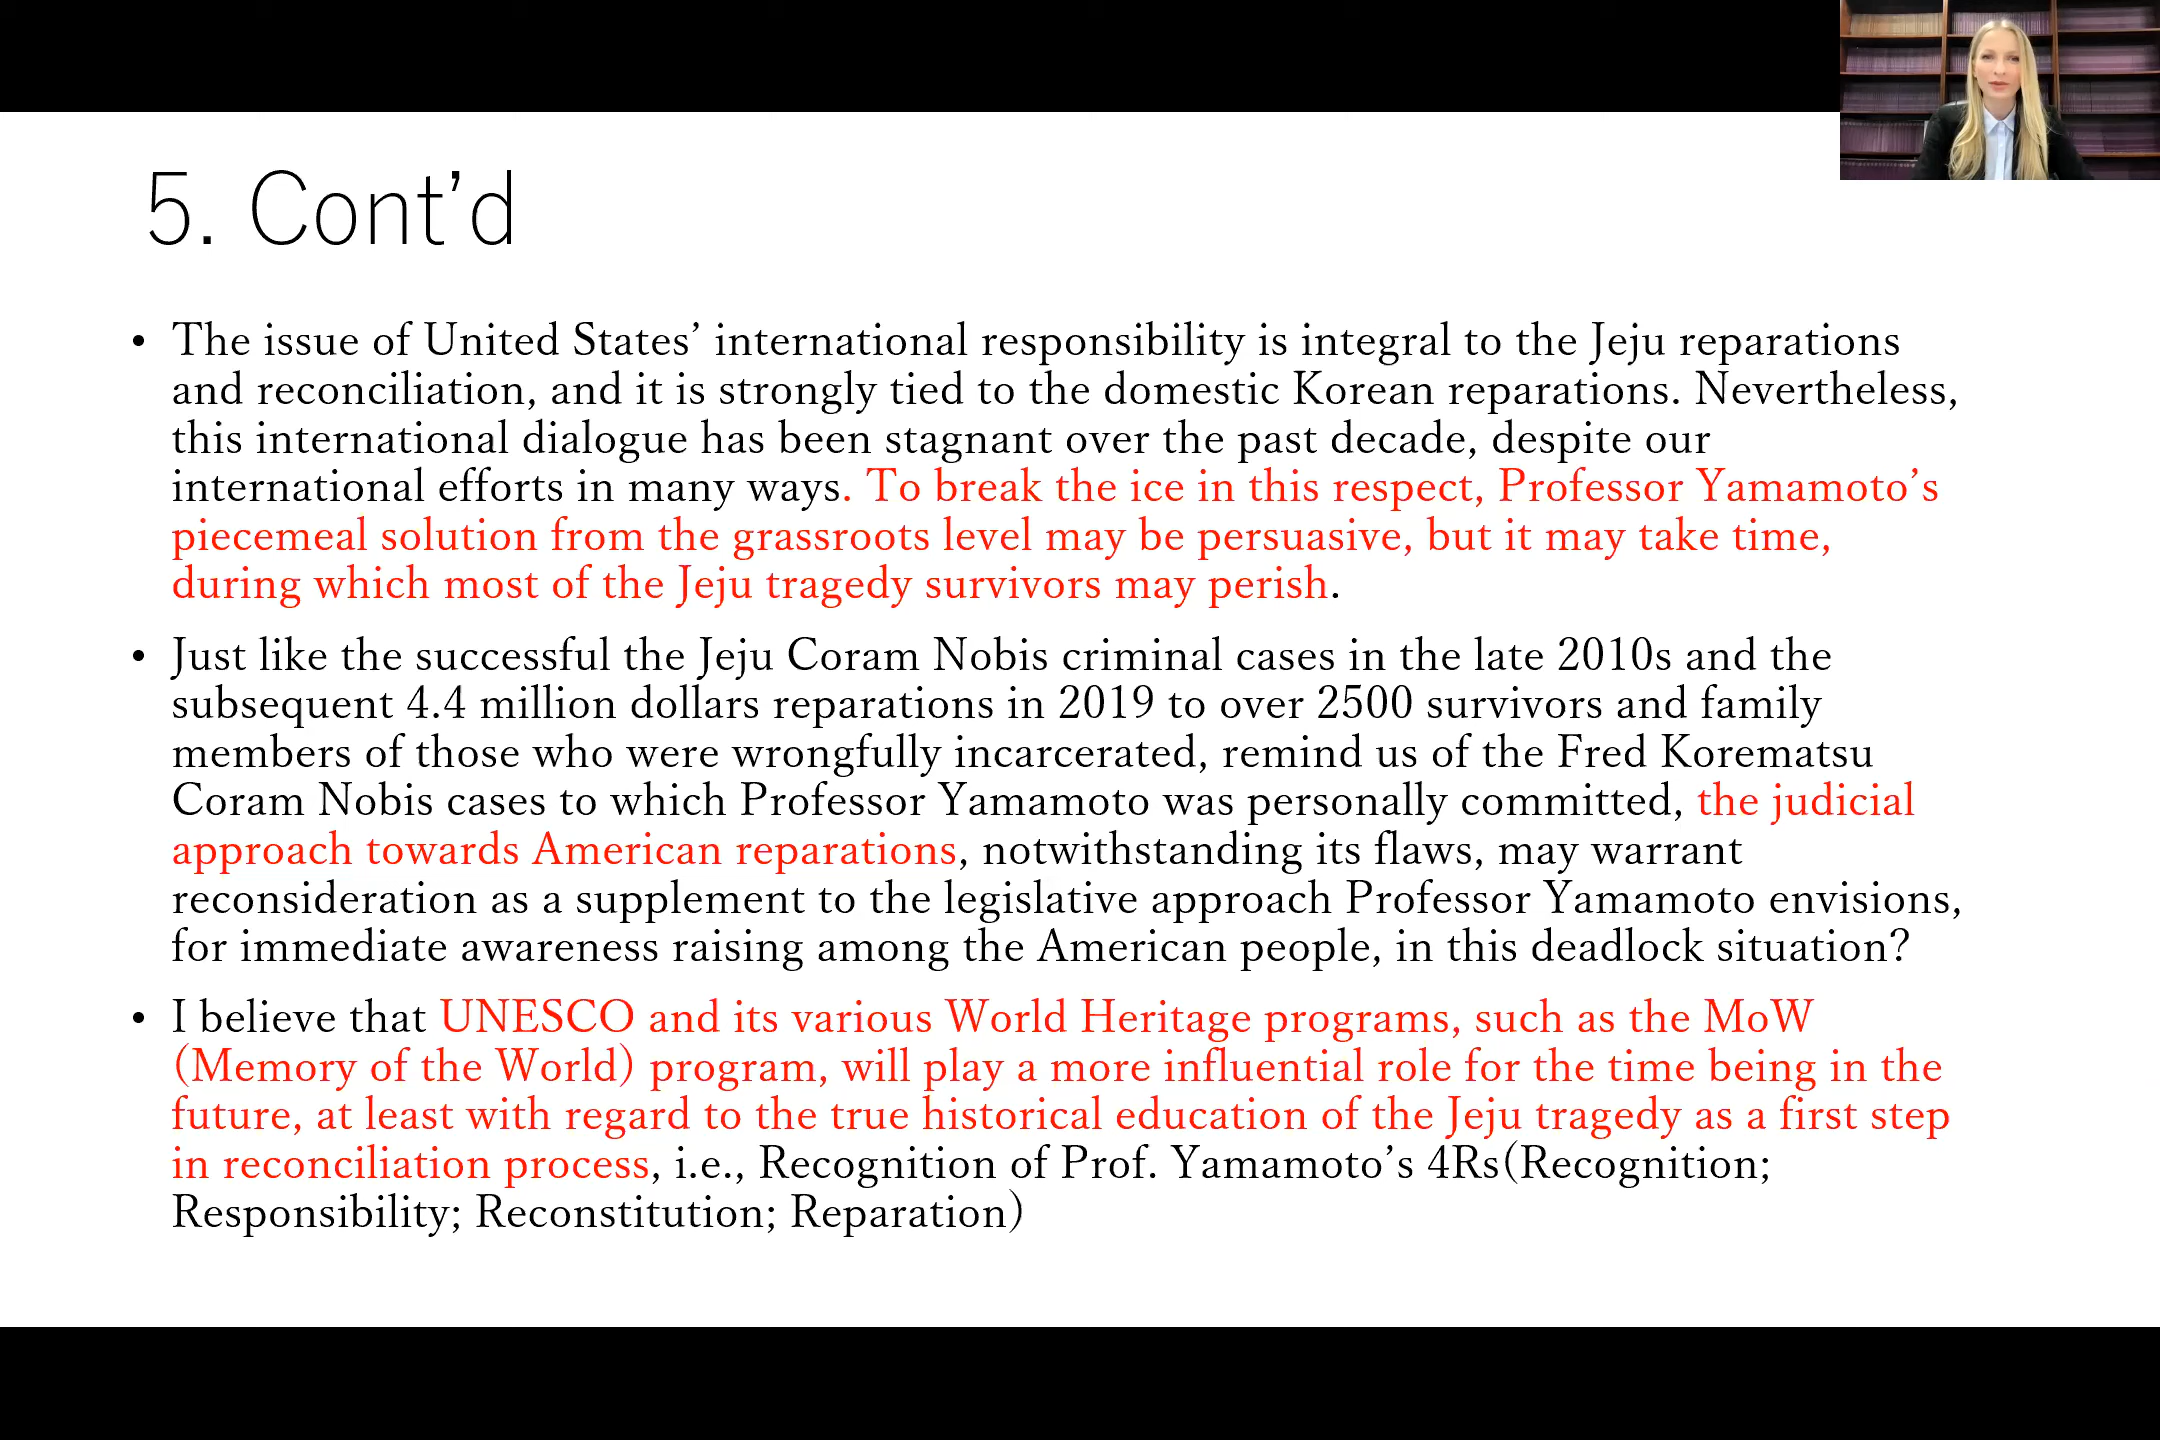 5. Cont’d
• The issue of United States’ international responsibility is integral to the Jeju reparations
and reconciliation, and it is strongly tied to the domestic Korean reparations. Nevertheless,
this international dialogue has been stagnant over the past decade, despite our
international efforts in many ways. To break the ice in this respect, Professor Yamamoto’s
piecemeal solution from the grassroots level may be persuasive, but it may take time,
during which most of the Jeju tragedy survivors may perish.
• Just like the successful the Jeju Coram Nobis criminal cases in the late 2010s and the
subsequent 4.4 million dollars reparations in 2019 to over 2500 survivors and family
members of those who were wrongfully incarcerated, remind us of the Fred Korematsu
Coram Nobis cases to which Professor Yamamoto was personally committed, the judicial
approach towards American reparations, notwithstanding its flaws, may warrant
reconsideration as a supplement to the legislative approach Professor Yamamoto envisions,
for immediate awareness raising among the American people, in this deadlock situation?
• I believe that UNESCO and its various World Heritage programs, such as the MoW
(Memory of the World) program, will play a more influential role for the time being in the
future, at least with regard to the true historical education of the Jeju tragedy as a first step
in reconciliation process, i.e., Recognition of Prof. Yamamoto’s 4Rs(Recognition;
Responsibility; Reconstitution; Reparation)